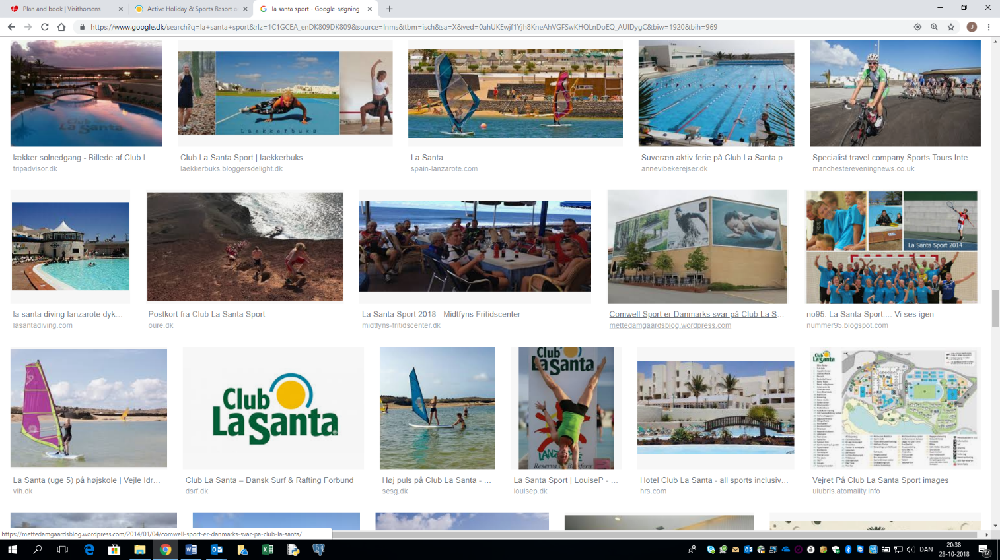 Plan and book | Visithorsens
Active Holiday & Sports Resort o
la santa sport - Google-søgning
https://www.google.dk/search?q=la+santa+sport&rlz=1C1GCEA_enDK809DK809&source=lnms&tbm=isch&sa=X&ved=0ahUKEwjf1Yjh8KneAhVGFSwKHQLnDoEQ_AUIDygC&biw=1920&bih=969
Club
La Santa
Laekkerbuks
lækker solnedgang - Billede af Club L...
tripadvisor.dk
Club La Santa Sport | laekkerbuks
laekkerbuks.bloggersdelight.dk
La Santa
spain-lanzarote.com
Suveræn aktiv ferie på Club La Santa p...
annevibekerejser.dk
Specialist travel company Sports Tours Inte...
manchestereveningnews.co.uk
La Santa Sport 2014
la santa diving lanzarote dyk...
lasantadiving.com
Postkort fra Club La Santa Sport
oure.dk
La Santa Sport 2018 - Midtfyns Fritidscenter
midtfyns-fritidscenter.dk
Comwell Sport er Danmarks svar på Club La S...
mettedamgaardsblog.wordpress.com
no95: La Santa Sport.... Vi ses igen
nummer95.blogspot.com
Club
La Santa
Club
La Santa
Reserva
Club
La Santa
La Santa (uge 5) på højskole | Vejle Idr...
vih.dk
Club La Santa – Dansk Surf & Rafting Forbund
dsrf.dk
Høj puls på Club La Santa - ...
sesg.dk
La Santa Sport | LouiseP - ...
louisep.dk
Hotel Club La Santa - all sports inclusiv...
hrs.com
Vejret På Club La Santa Sport images
ulubris.atomality.info
https://mettedamgaardsblog.wordpress.com/2014/01/04/comwell-sport-er-danmarks-svar-pa-club-la-santa/
DAN
20:38
28-10-2018
12